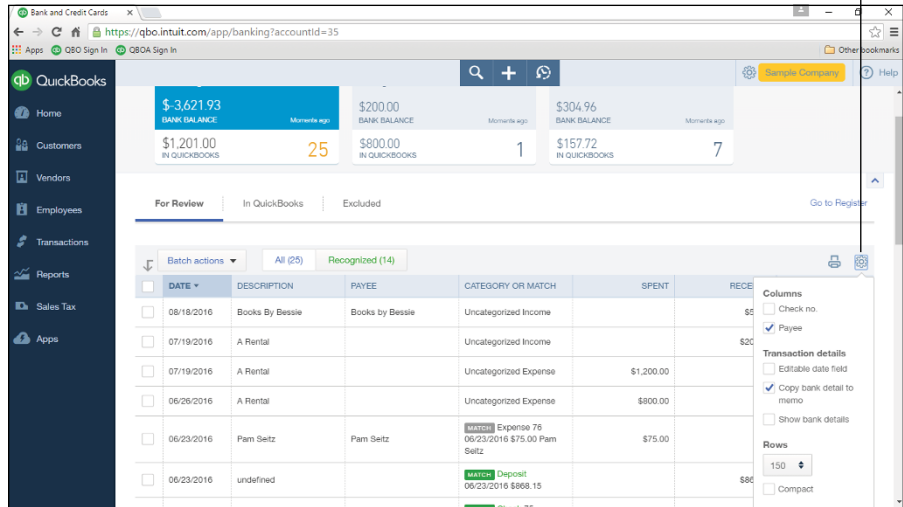 Bank and Credit Cards
https://qbo.intuit.com/app/banking?accountId=35
Apps QBO Sign In QBOA Sign In Other bookmarks
qb QuickBooks
Sample Company Help
Home
Customers
Vendors
Employees
Transactions
Reports
Sales Tax
Apps
$-3,621.93
BANK BALANCE Moments ago
$1,201.00
IN QUICKBOOKS
25
$200.00
BANK BALANCE Moments ago
$800.00
IN QUICKBOOKS
1
$304.96
BANK BALANCE Moments ago
$157.72
IN QUICKBOOKS
7
For Review In QuickBooks Excluded Go to Register
Batch actions All (25) Recognized (14)
DATE DESCRIPTION PAYEE CATEGORY OR MATCH SPENT RECE
08/18/2016 Books By Bessie Books by Bessie Uncategorized Income $5
07/19/2016 A Rental Uncategorized Income $20
07/19/2016 A Rental Uncategorized Expense $1,200.00
06/26/2016 A Rental Uncategorized Expense $800.00
06/23/2016 Pam Seitz Pam Seitz MATCH Expense 76
06/23/2016 $75.00 Pam
Seitz
$75.00
06/23/2016 undefined MATCH Deposit
06/23/2016 $868.15
$86
Columns
Check no.
Payee
Transaction details
Editable date field
Copy bank detail to
memo
Show bank details
Rows
150
Compact